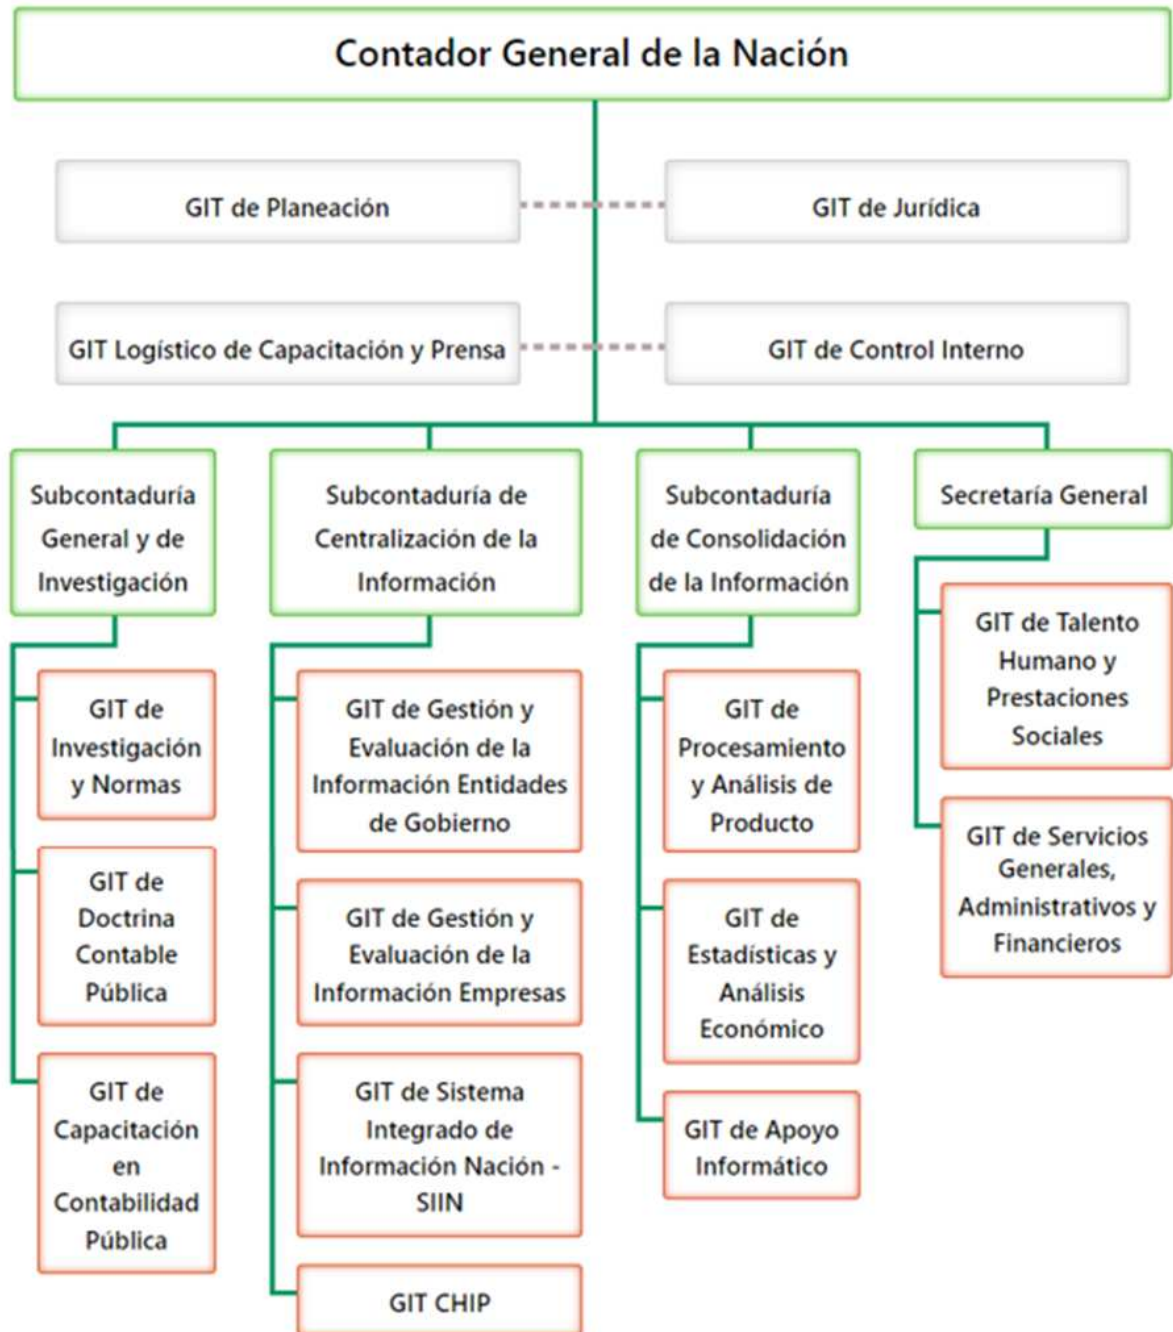 Contador General de la Nación
GIT de Planeación
GIT de Jurídica
GIT Logístico de Capacitación y Prensa
GIT de Control Interno
Subcontaduría
General y de
Investigación
Subcontaduría de
Centralización de la
Información
Subcontaduría
de Consolidación
de la Información
Secretaría General
GIT de
Investigación
y Normas
GIT de
Doctrina
Contable
Pública
GIT de
Capacitación
en
Contabilidad
Pública
GIT de Gestión y
Evaluación de la
Información Entidades
de Gobierno
GIT de Gestión y
Evaluación de la
Información Empresas
GIT de Sistema
Integrado de
Información Nación -
SIIN
GIT CHIP
GIT de
Procesamiento
y Análisis de
Producto
GIT de
Estadísticas y
Análisis
Económico
GIT de Apoyo
Informático
GIT de Talento
Humano y
Prestaciones
Sociales
GIT de Servicios
Generales,
Administrativos y
Financieros